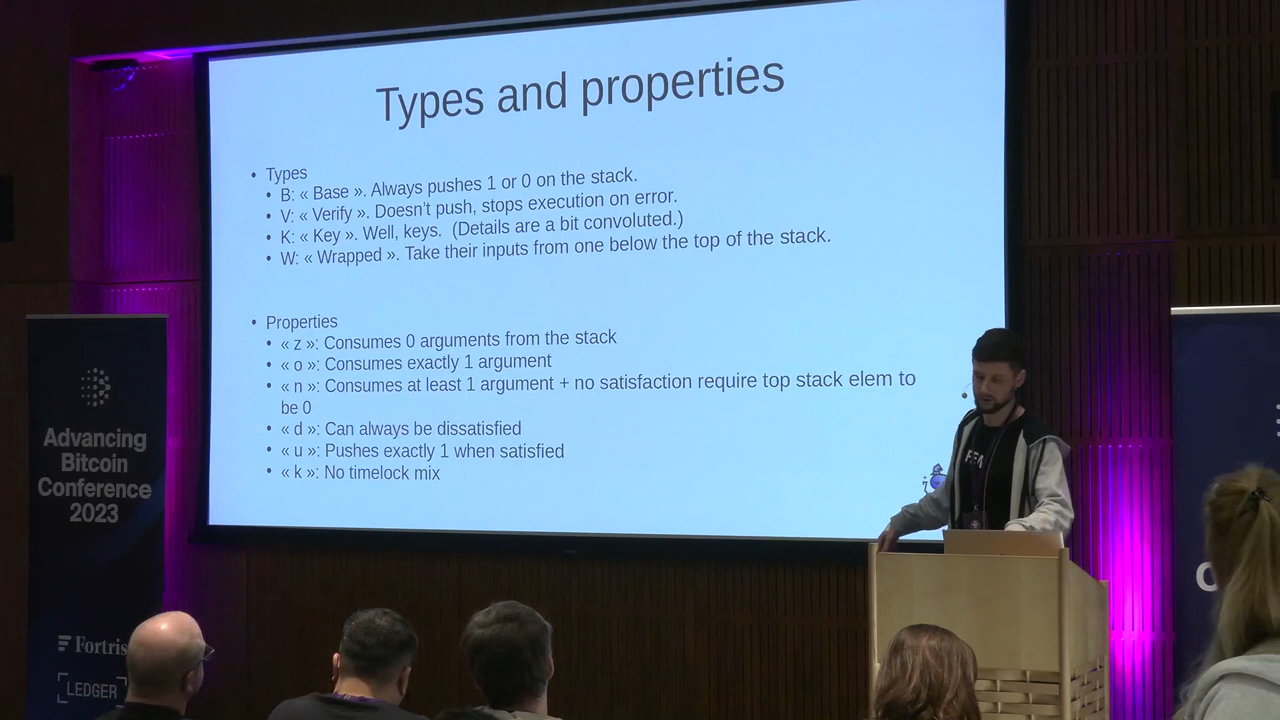 Types and properties
• Types
• B: « Base ». Always pushes 1 or 0 on the stack.
• V: « Verify ». Doesn't push, stops execution on error.
• K: « Key ». Well, keys. (Details are a bit convoluted.)
• W: « Wrapped ». Take their inputs from one below the top of the stack.
• Properties
• « z »: Consumes 0 arguments from the stack
• « o »: Consumes exactly 1 argument
• « n »: Consumes at least 1 argument + no satisfaction require top stack elem to
be 0
• « d »: Can always be dissatisfied
• « u »: Pushes exactly 1 when satisfied
• « k »: No timelock mix
Advancing
Bitcoin
Conference
2023
Fortris
LEDGER